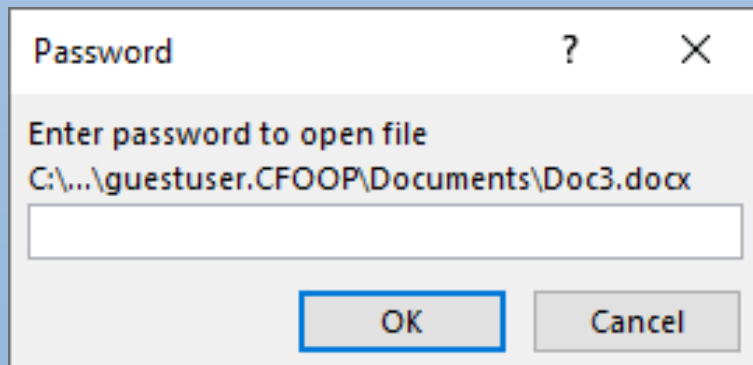 Password ?
Enter password to open file
C:\...\guestuser.CFOOP\Documents\Doc3.docx
OK Cancel